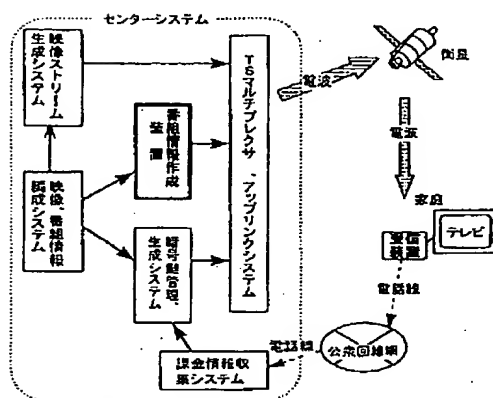 センターシステム
映像ストリーム
生成システム
映像、番組情報
編成システム
番組情報作成
装置
暗号鍵管理、
生成システム
TSマルチプレクサ、アップリンクシステム
課金情報収
集システム
電波
衛星
電波
家庭
受信
装置
テレビ
電話線
公衆回線網
電話線